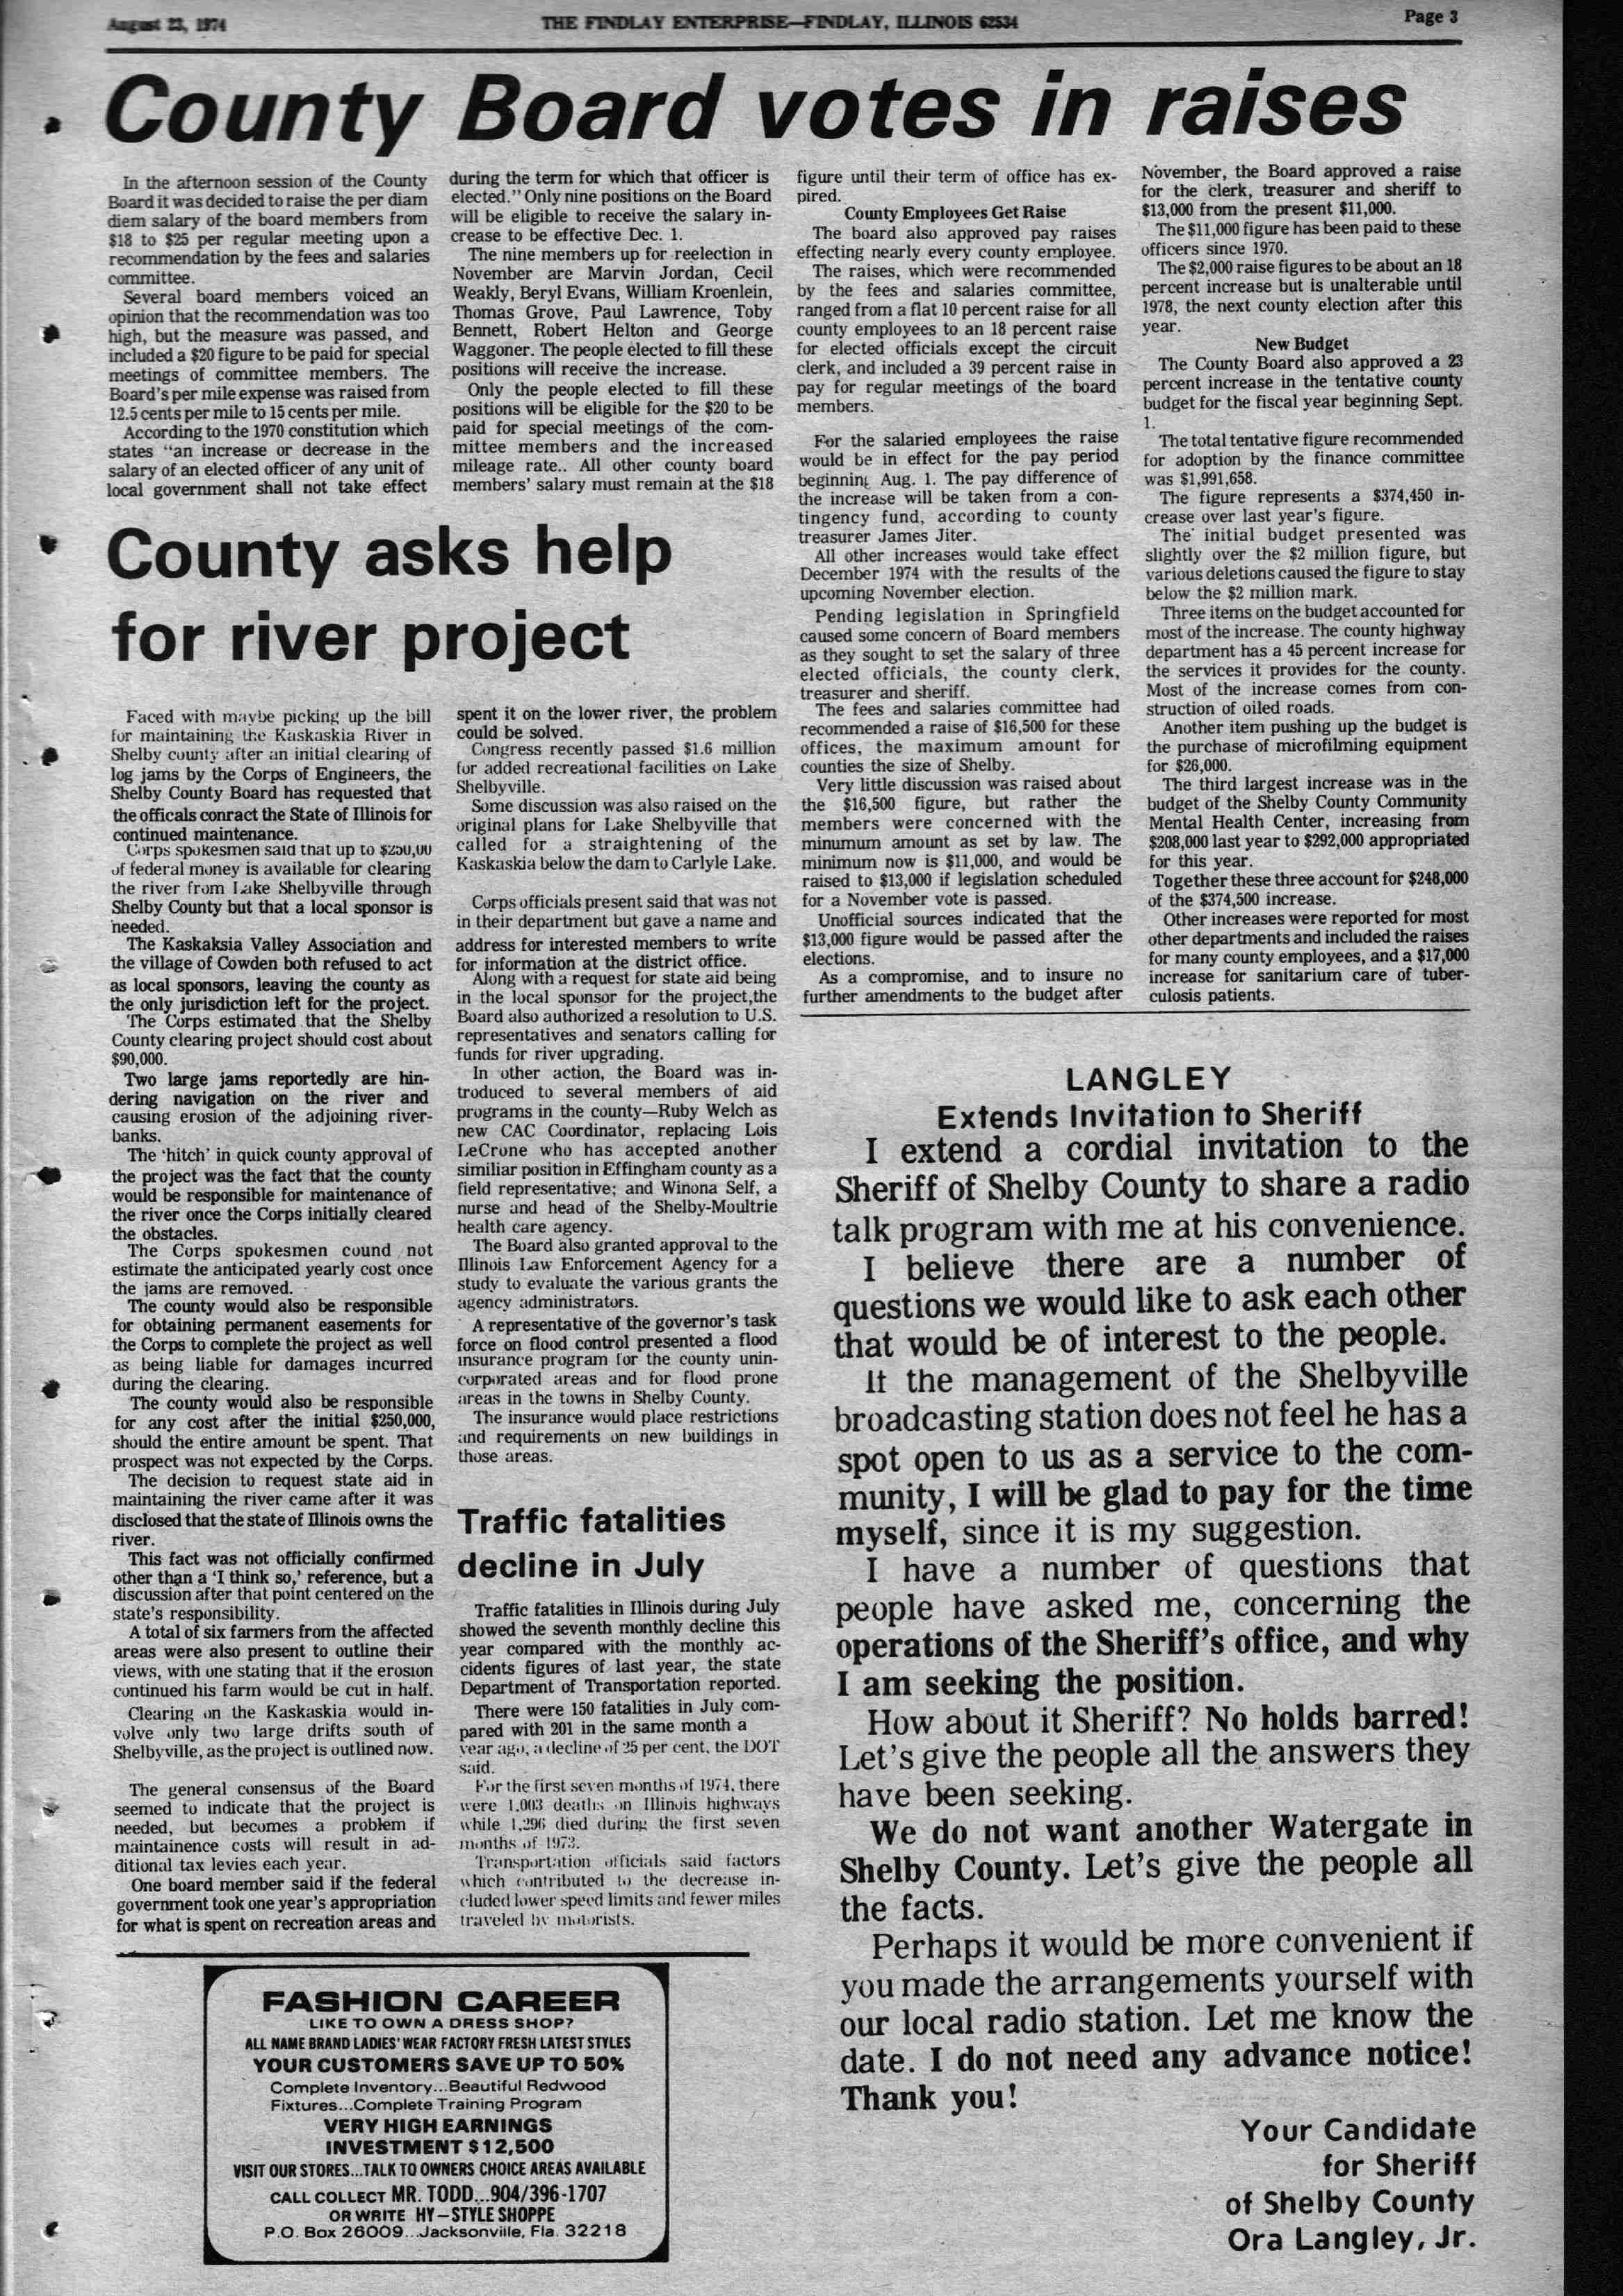 August 23, 1974
THE FINDLAY ENTERPRISE—FINDLAY, ILLINOIS 62534
Page 3
County Board votes in raises
In the afternoon session of the County
Board it was decided to raise the per diam
diem salary of the board members from
$18 to $25 per regular meeting upon a
recommendation by the fees and salaries
committee.
Several board members voiced an
opinion that the recommendation was too
high, but the measure was passed, and
included a $20 figure to be paid for special
meetings of committee members. The
Board's per mile expense was raised from
12.5 cents per mile to 15 cents per mile.
According to the 1970 constitution which
states "an increase or decrease in the
salary of an elected officer of any unit of
local government shall not take effect
during the term for which that officer is
elected." Only nine positions on the Board
will be eligible to receive the salary in-
crease to be effective Dec. 1.
The nine members up for reelection in
November are Marvin Jordan, Cecil
Weakly, Beryl Evans, William Kroenlein,
Thomas Grove, Paul Lawrence, Toby
Bennett, Robert Helton and George
Waggoner. The people elected to fill these
positions will receive the increase.
Only the people elected to fill these
positions will be eligible for the $20 to be
paid for special meetings of the com-
mittee members and the increased
mileage rate.. All other county board
members' salary must remain at the $18
figure until their term of office has ex-
pired.
County Employees Get Raise
The board also approved pay raises
effecting nearly every county employee.
The raises, which were recommended
by the fees and salaries committee,
ranged from a flat 10 percent raise for all
county employees to an 18 percent raise
for elected officials except the circuit
clerk, and included a 39 percent raise in
pay for regular meetings of the board
members.
For the salaried employees the raise
would be in effect for the pay period
beginning Aug. 1. The pay difference of
the increase will be taken from a con-
tingency fund, according to county
treasurer James Jiter.
All other increases would take effect
December 1974 with the results of the
upcoming November election.
Pending legislation in Springfield
caused some concern of Board members
as they sought to set the salary of three
elected officials, the county clerk,
treasurer and sheriff.
The fees and salaries committee had
recommended a raise of $16,500 for these
offices, the maximum amount for
counties the size of Shelby.
Very little discussion was raised about
the $16,500 figure, but rather the
members were concerned with the
minumum amount as set by law. The
minimum now is $11,000, and would be
raised to $13,000 if legislation scheduled
for a November vote is passed.
Unofficial sources indicated that the
$13,000 figure would be passed after the
elections.
As a compromise, and to insure no
further amendments to the budget after
November, the Board approved a raise
for the clerk, treasurer and sheriff to
$13,000 from the present $11,000.
The $11,000 figure has been paid to these
officers since 1970.
The $2,000 raise figures to be about an 18
percent increase but is unalterable until
1978, the next county election after this
year.
New Budget
The County Board also approved a 23
percent increase in the tentative county
budget for the fiscal year beginning Sept.
1.
The total tentative figure recommended
for adoption by the finance committee
was $1,991,658.
The figure represents a $374,450 in-
crease over last year's figure.
The initial budget presented was
slightly over the $2 million figure, but
various deletions caused the figure to stay
below the $2 million mark.
Three items on the budget accounted for
most of the increase. The county highway
department has a 45 percent increase for
the services it provides for the county.
Most of the increase comes from con-
struction of oiled roads.
Another item pushing up the budget is
the purchase of microfilming equipment
for $26,000.
The third largest increase was in the
budget of the Shelby County Community
Mental Health Center, increasing from
$208,000 last year to $292,000 appropriated
for this year.
Together these three account for $248,000
of the $374,500 increase.
Other increases were reported for most
other departments and included the raises
for many county employees, and a $17,000
increase for sanitarium care of tuber-
culosis patients.
County asks help
for river project
Faced with maybe picking up the bill
for maintaining the Kaskaskia River in
Shelby county after an initial clearing of
log jams by the Corps of Engineers, the
Shelby County Board has requested that
the officals conract the State of Illinois for
continued maintenance.
Corps spokesmen said that up to $250,00
of federal money is available for clearing
the river from Lake Shelbyville through
Shelby County but that a local sponsor is
needed.
The Kaskaksia Valley Association and
the village of Cowden both refused to act
as local sponsors, leaving the county as
the only jurisdiction left for the project.
The Corps estimated that the Shelby
County clearing project should cost about
$90,000.
Two large jams reportedly are hin-
dering navigation on the river and
causing erosion of the adjoining river-
banks.
The 'hitch' in quick county approval of
the project was the fact that the county
would be responsible for maintenance of
the river once the Corps initially cleared
the obstacles.
The Corps spokesmen cound not
estimate the anticipated yearly cost once
the jams are removed.
The county would also be responsible
for obtaining permanent easements for
the Corps to complete the project as well
as being liable for damages incurred
during the clearing.
The county would also be responsible
for any cost after the initial $250,000,
should the entire amount be spent. That
prospect was not expected by the Corps.
The decision to request state aid in
maintaining the river came after it was
disclosed that the state of Illinois owns the
river.
This fact was not officially confirmed
other than a 'I think so,' reference, but a
discussion after that point centered on the
state's responsibility.
A total of six farmers from the affected
areas were also present to outline their
views, with one stating that if the erosion
continued his farm would be cut in half.
Clearing on the Kaskaskia would in-
volve only two large drifts south of
Shelbyville, as the project is outlined now.
The general consensus of the Board
seemed to indicate that the project is
needed, but becomes a problem if
maintainence costs will result in ad-
ditional tax levies each year.
One board member said if the federal
government took one year's appropriation
for what is spent on recreation areas and
spent it on the lower river, the problem
could be solved.
Congress recently passed $1.6 million
for added recreational facilities on Lake
Shelbyville.
Some discussion was also raised on the
original plans for Lake Shelbyville that
called for a straightening of the
Kaskaskia below the dam to Carlyle Lake.
Corps officials present said that was not
in their department but gave a name and
address for interested members to write
for information at the district office.
Along with a request for state aid being
in the local sponsor for the project,the
Board also authorized a resolution to U.S.
representatives and senators calling for
funds for river upgrading.
In other action, the Board was in-
troduced to several members of aid
programs in the county—Ruby Welch as
new CAC Coordinator, replacing Lois
LeCrone who has accepted another
similiar position in Effingham county as a
field representative; and Winona Self, a
nurse and head of the Shelby-Moultrie
health care agency.
The Board also granted approval to the
Illinois Law Enforcement Agency for a
study to evaluate the various grants the
agency administrators.
A representative of the governor's task
force on flood control presented a flood
insurance program for the county unin-
corporated areas and for flood prone
areas in the towns in Shelby County.
The insurance would place restrictions
and requirements on new buildings in
those areas.
Traffic fatalities
decline in July
Traffic fatalities in Illinois during July
showed the seventh monthly decline this
year compared with the monthly ac-
cidents figures of last year, the state
Department of Transportation reported.
There were 150 fatalities in July com-
pared with 201 in the same month a
year ago, a decline of 25 per cent, the DOT
said.
For the first seven months of 1974, there
were 1,003 deaths on Illinois highways
while 1,296 died during the first seven
months of 1973.
Transportation officials said factors
which contributed to the decrease in-
cluded lower speed limits and fewer miles
traveled by motorists.
LANGLEY
Extends Invitation to Sheriff
I extend a cordial invitation to the
Sheriff of Shelby County to share a radio
talk program with me at his convenience.
I believe there are a number of
questions we would like to ask each other
that would be of interest to the people.
It the management of the Shelbyville
broadcasting station does not feel he has a
spot open to us as a service to the com-
munity, I will be glad to pay for the time
myself, since it is my suggestion.
I have a number of questions that
people have asked me, concerning the
operations of the Sheriff's office, and why
I am seeking the position.
How about it Sheriff? No holds barred!
Let's give the people all the answers they
have been seeking.
We do not want another Watergate in
Shelby County. Let's give the people all
the facts.
Perhaps it would be more convenient if
you made the arrangements yourself with
our local radio station. Let me know the
date. I do not need any advance notice!
Thank you!
Your Candidate
for Sheriff
of Shelby County
Ora Langley, Jr.
FASHION CAREER
LIKE TO OWN A DRESS SHOP?
ALL NAME BRAND LADIES' WEAR FACTORY FRESH LATEST STYLES
YOUR CUSTOMERS SAVE UP TO 50%
Complete Inventory...Beautiful Redwood
Fixtures...Complete Training Program
VERY HIGH EARNINGS
INVESTMENT $12,500
VISIT OUR STORES...TALK TO OWNERS CHOICE AREAS AVAILABLE
CALL COLLECT MR. TODD...904/396-1707
OR WRITE HY—STYLE SHOPPE
P.O. Box 26009...Jacksonville, Fla. 32218